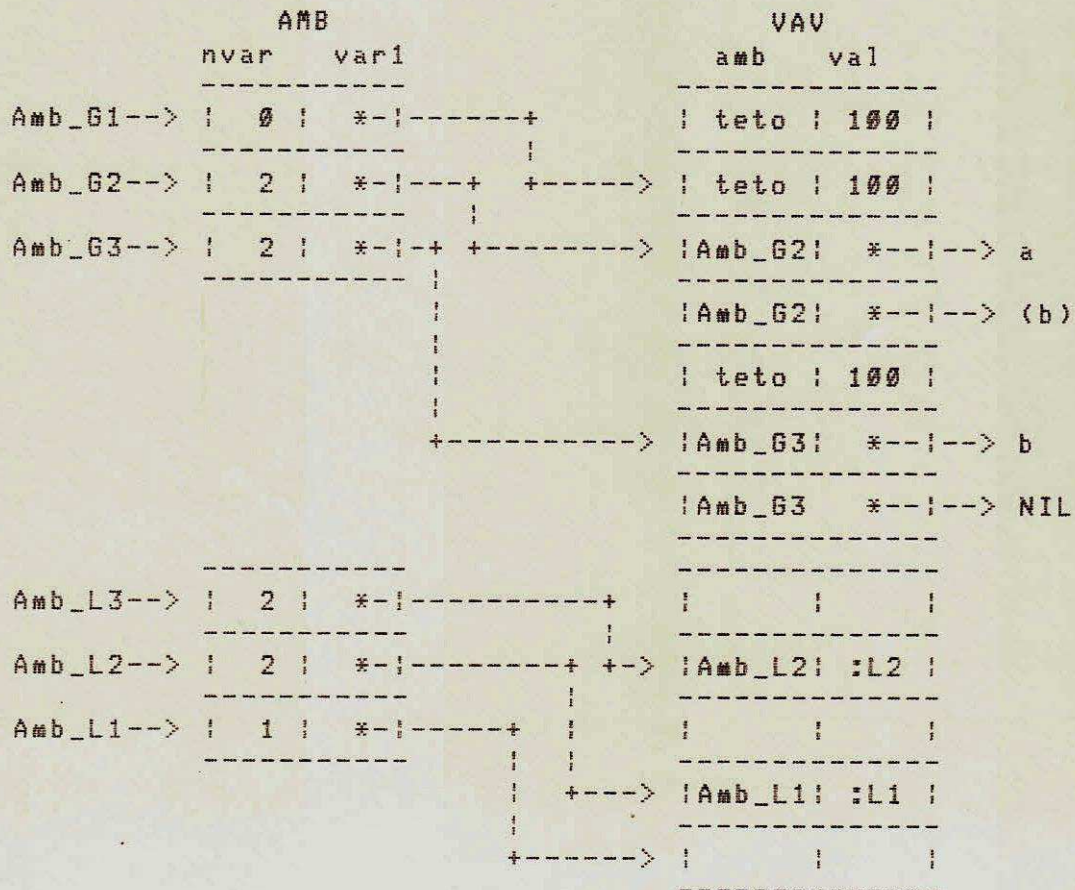 AMB VAV
nvar var1 amb val
Amb_G1--> ¦ 0 ¦ *-¦------+ ¦ teto ¦ 100 ¦
Amb_G2--> ¦ 2 ¦ *-¦---+ +-----> ¦ teto ¦ 100 ¦
Amb_G3--> ¦ 2 ¦ *-¦-+ +---------> ¦Amb_G2¦ *--¦--> a
¦Amb_G2¦ *--¦--> (b)
¦ teto ¦ 100 ¦
+-----------> ¦Amb_G3¦ *--¦--> b
¦Amb_G3 *--¦--> NIL
Amb_L3--> ¦ 2 ¦ *-¦-----------+ ¦ ¦ ¦
Amb_L2--> ¦ 2 ¦ *-¦---------+ +-> ¦Amb_L2¦ :L2 ¦
Amb_L1--> ¦ 1 ¦ *-¦------+ ¦ ¦ ¦ ¦
¦ +----> ¦Amb_L1¦ :L1 ¦
+-------> ¦ ¦ ¦